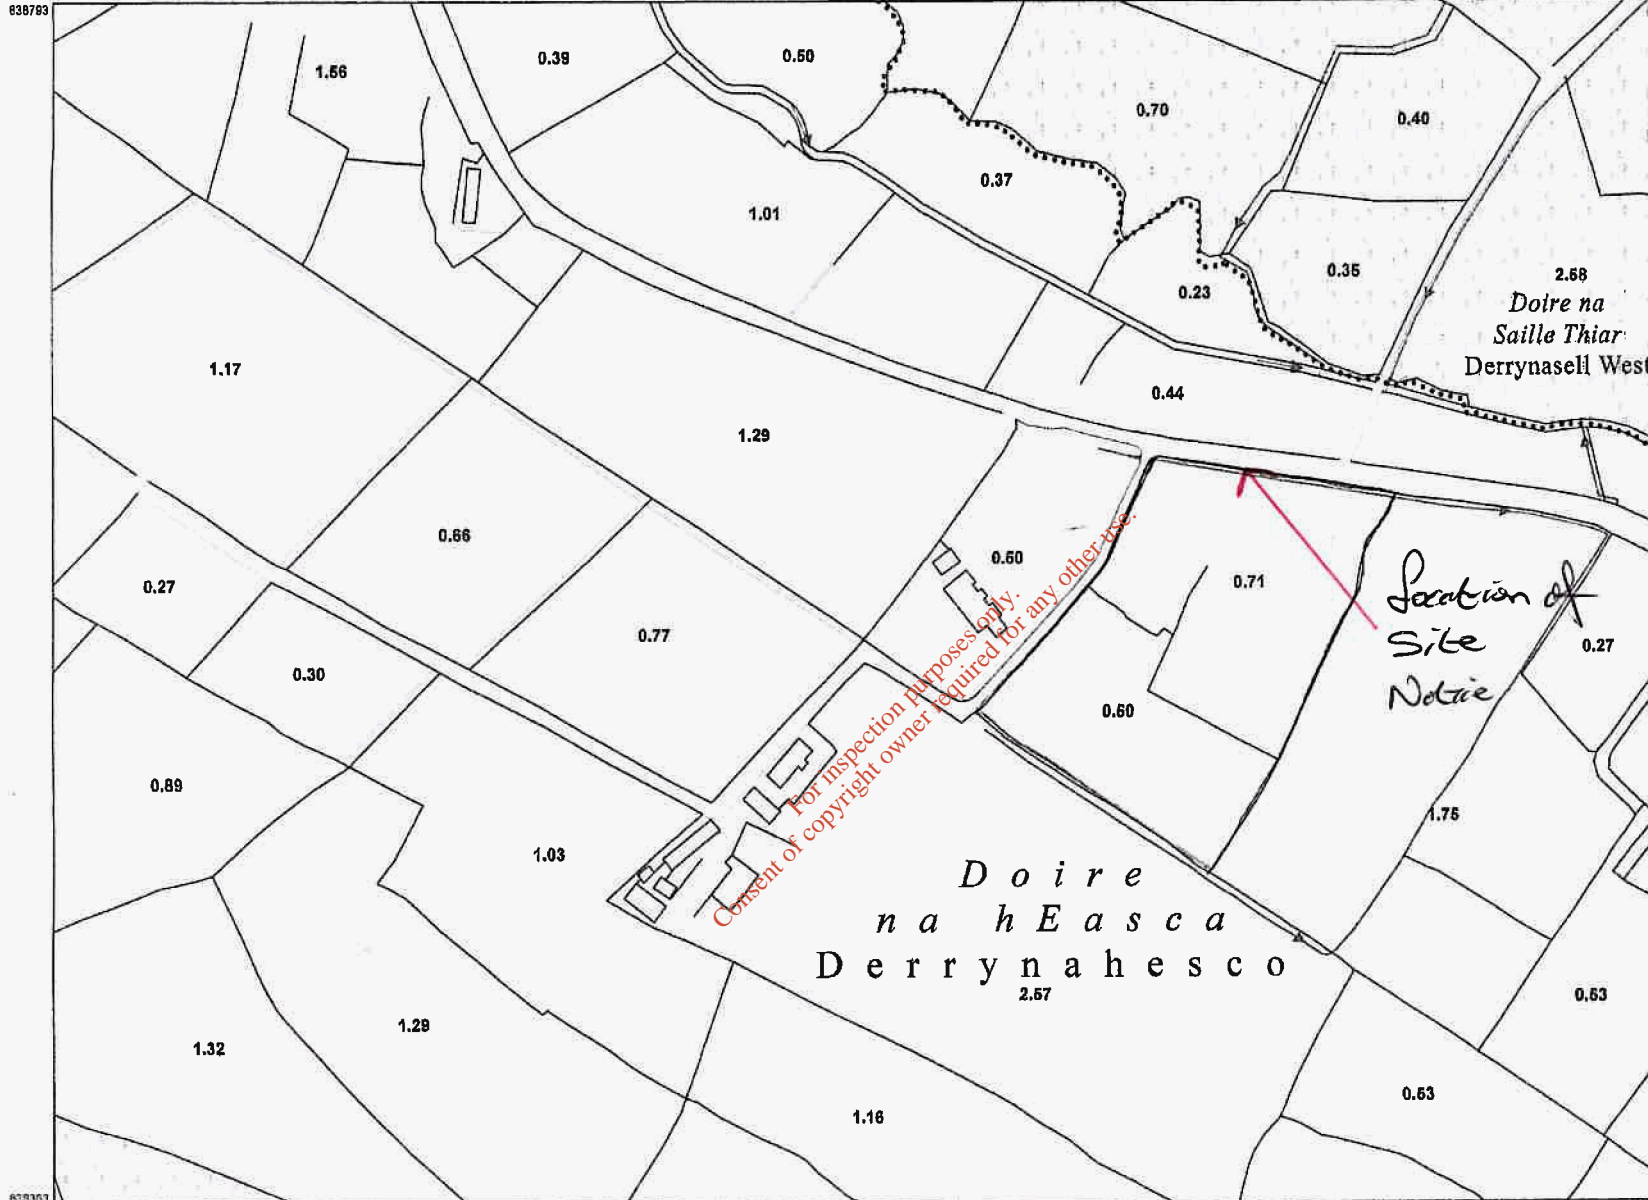 638793
1.56
0.39
0.50
0.70
0.40
0.37
1.01
0.35
2.58
0.23
Doire na
Saille Thiar
Derrynasell West
1.17
0.44
1.29
0.66
0.60
0.71
0.27
Location of
Site
Notice
0.77
0.27
0.30
0.60
0.89
1.75
1.03
For inspection purposes only.
Consent of copyright owner required for any other use.
Doire
na hEasca
Derrynahesco
2.57
0.53
1.29
1.32
0.53
1.16